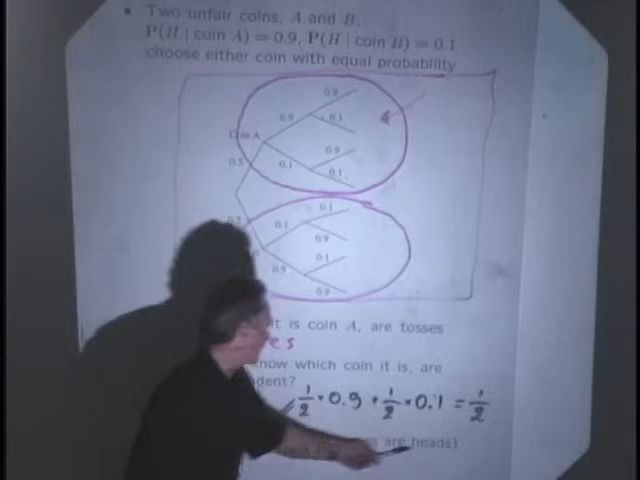 • Two unfair coins, A and B:
P(H | coin A) = 0.9, P(H | coin B) = 0.1
choose either coin with equal probability
0.9
0.9
0.1
Coin A
0.9
0.5
0.1
0.1
0.1
0.5
0.1
0.9
0.1
0.9
0.9
it is coin A, are tosses
es
know which coin it is, are
dent?
1/2 • 0.9 + 1/2 • 0.1 = 1/2
are heads)